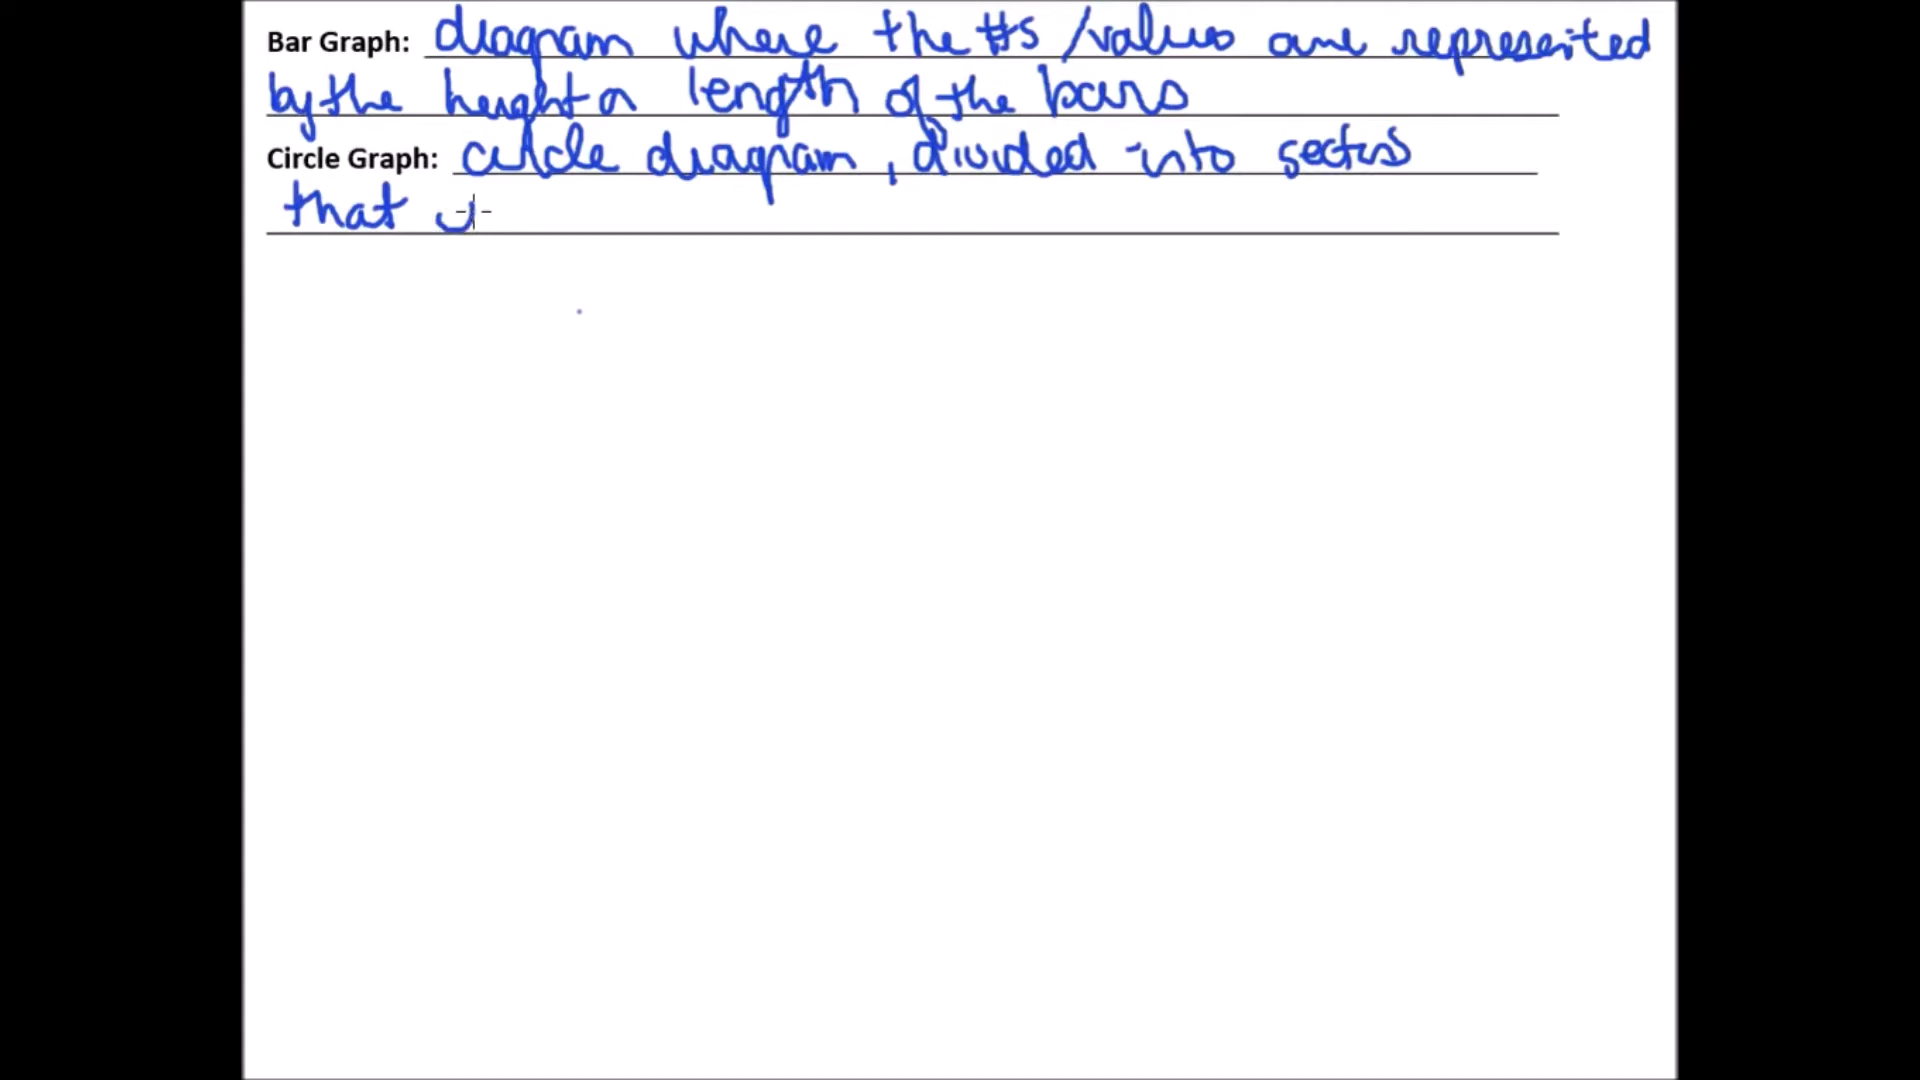 Bar Graph: diagram where the #s /values are represented
by the height or length of the bars
Circle Graph: circle diagram, divided into sectors
that